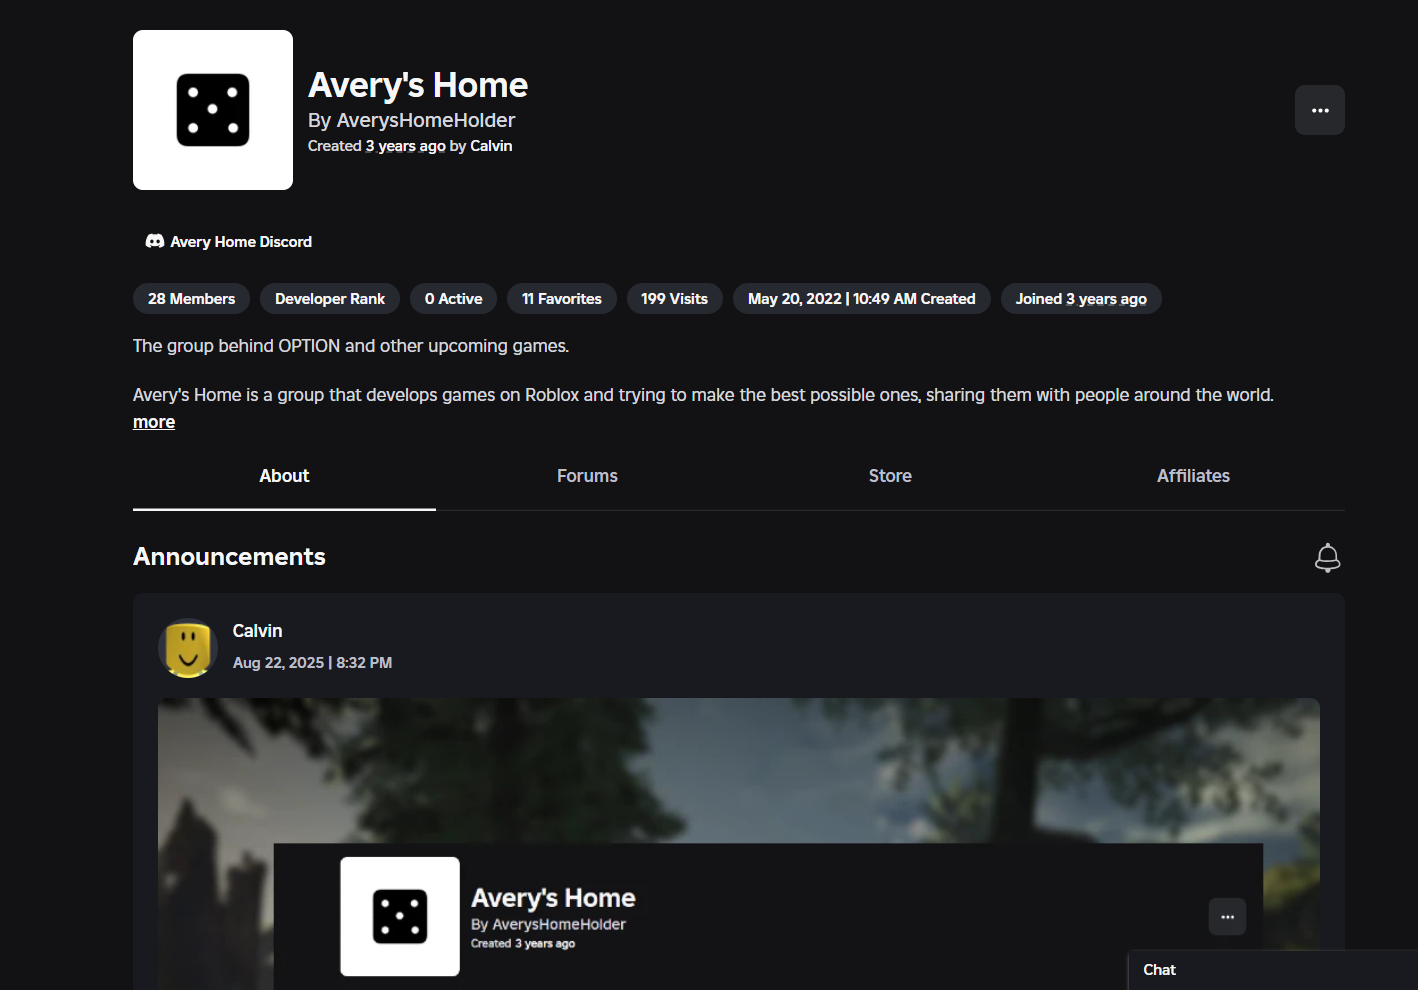 Avery's Home
By AverysHomeHolder
Created 3 years ago by Calvin
Avery Home Discord
28 Members
Developer Rank
0 Active
11 Favorites
199 Visits
May 20, 2022 | 10:49 AM Created
Joined 3 years ago
The group behind OPTION and other upcoming games.
Avery's Home is a group that develops games on Roblox and trying to make the best possible ones, sharing them with people around the world.
more
About
Forums
Store
Affiliates
Announcements
Calvin
Aug 22, 2025 | 8:32 PM
Avery's Home
By AverysHomeHolder
Created 3 years ago
Chat